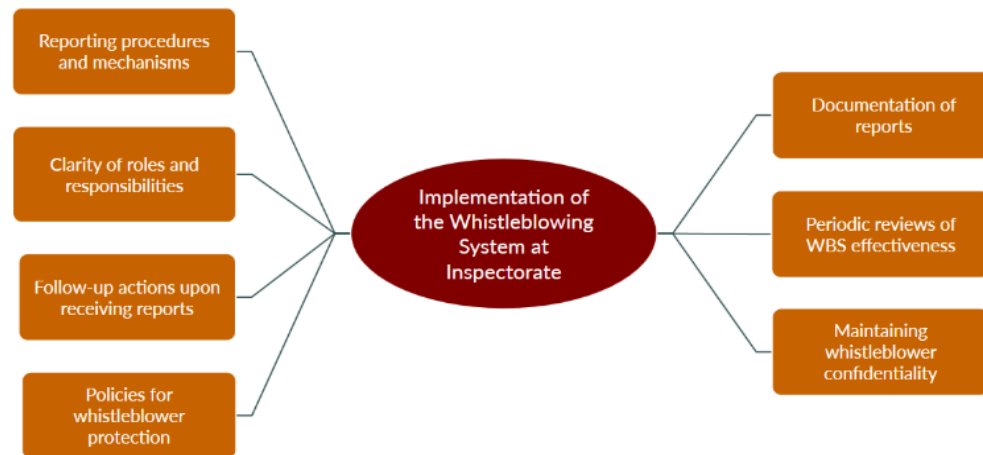 Reporting procedures
and mechanisms
Clarity of roles and
responsibilities
Follow-up actions upon
receiving reports
Policies for
whistleblower
protection
Implementation of
the Whistleblowing
System at
Inspectorate
Documentation of
reports
Periodic reviews of
WBS effectiveness
Maintaining
whistleblower
confidentiality